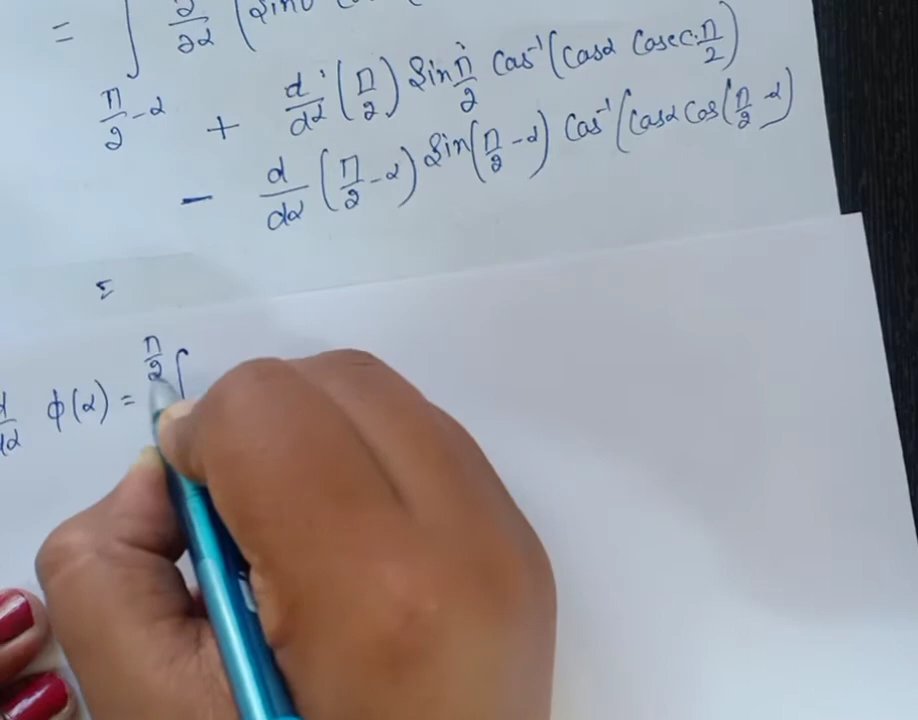 = ∫ ∂/∂α (sinθ
π/2 - α
+ d/dα (π/2) Sin π/2 Cos⁻¹(Cosα Cosec π/2)
- d/dα (π/2 - α) Sin(π/2 - α) Cos⁻¹(Cosα Cos(π/2 - α)
Σ
d/dα ϕ(α) = π/2 ∫